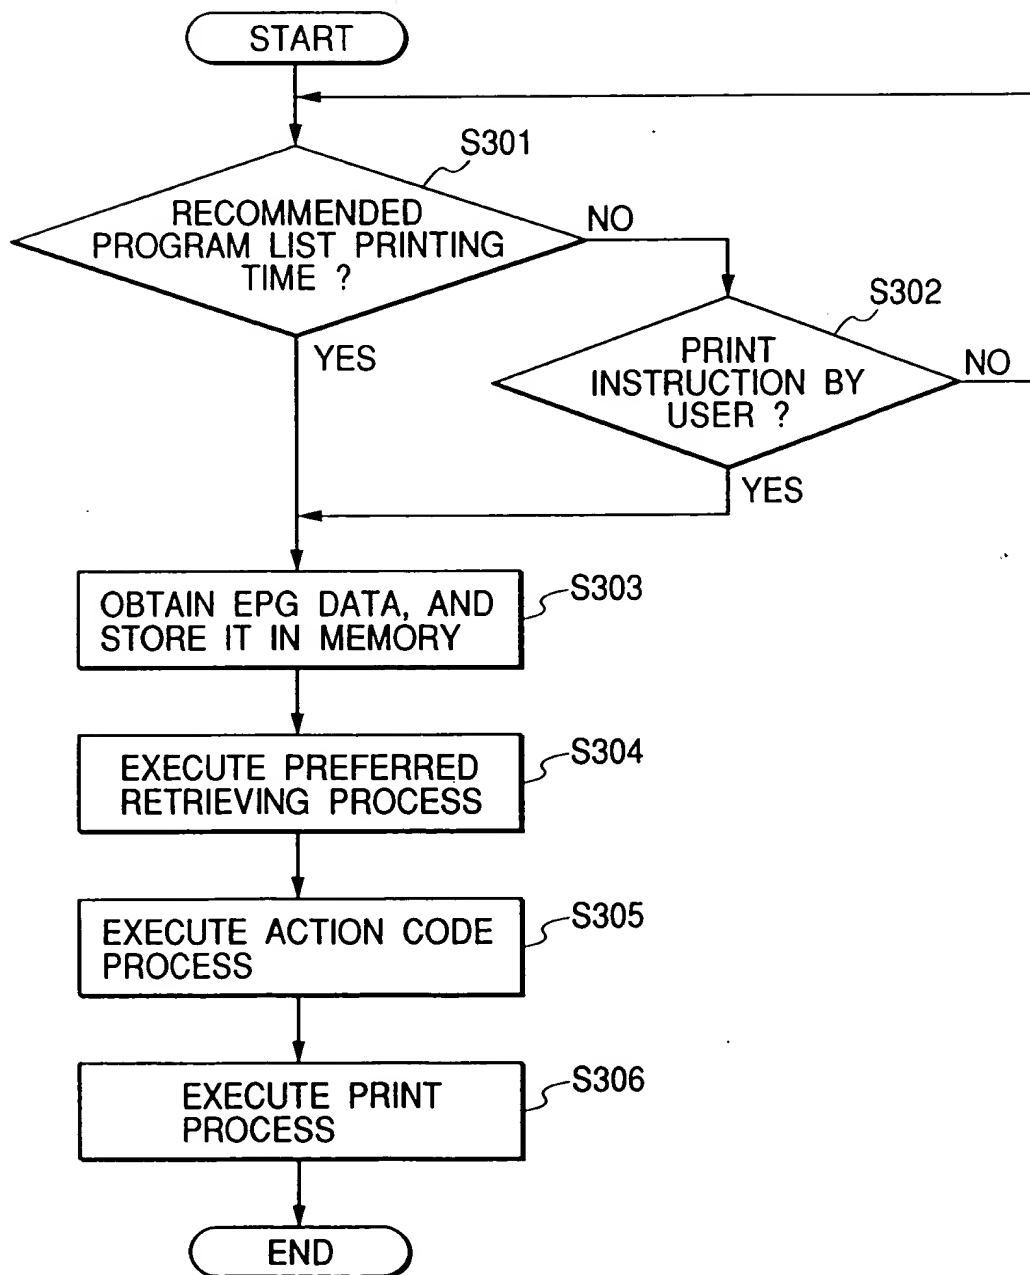 START
S301
RECOMMENDED
PROGRAM LIST PRINTING
TIME ?
NO
S302
YES
PRINT
INSTRUCTION BY
USER ?
NO
YES
OBTAIN EPG DATA, AND
STORE IT IN MEMORY
S303
EXECUTE PREFERRED
RETRIEVING PROCESS
S304
EXECUTE ACTION CODE
PROCESS
S305
EXECUTE PRINT
PROCESS
S306
END